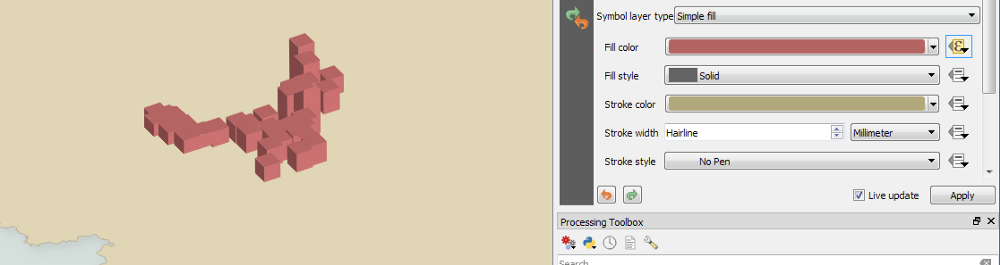 Symbol layer type Simple fill
Fill color
Fill style Solid
Stroke color
Stroke width Hairline Millimeter
Stroke style No Pen
Live update Apply
Processing Toolbox
Search...